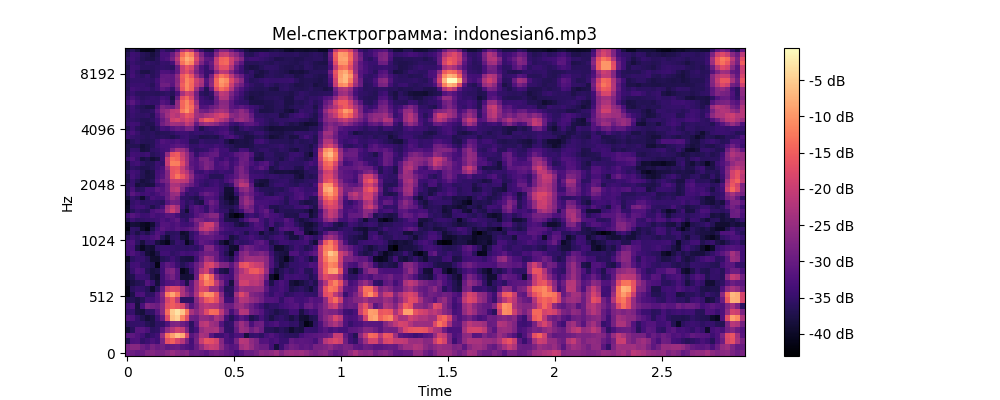 Mel-спектрограмма: indonesian6.mp3
8192
4096
2048
1024
512
0
Hz
0
0.5
1
1.5
2
2.5
Time
-5 dB
-10 dB
-15 dB
-20 dB
-25 dB
-30 dB
-35 dB
-40 dB